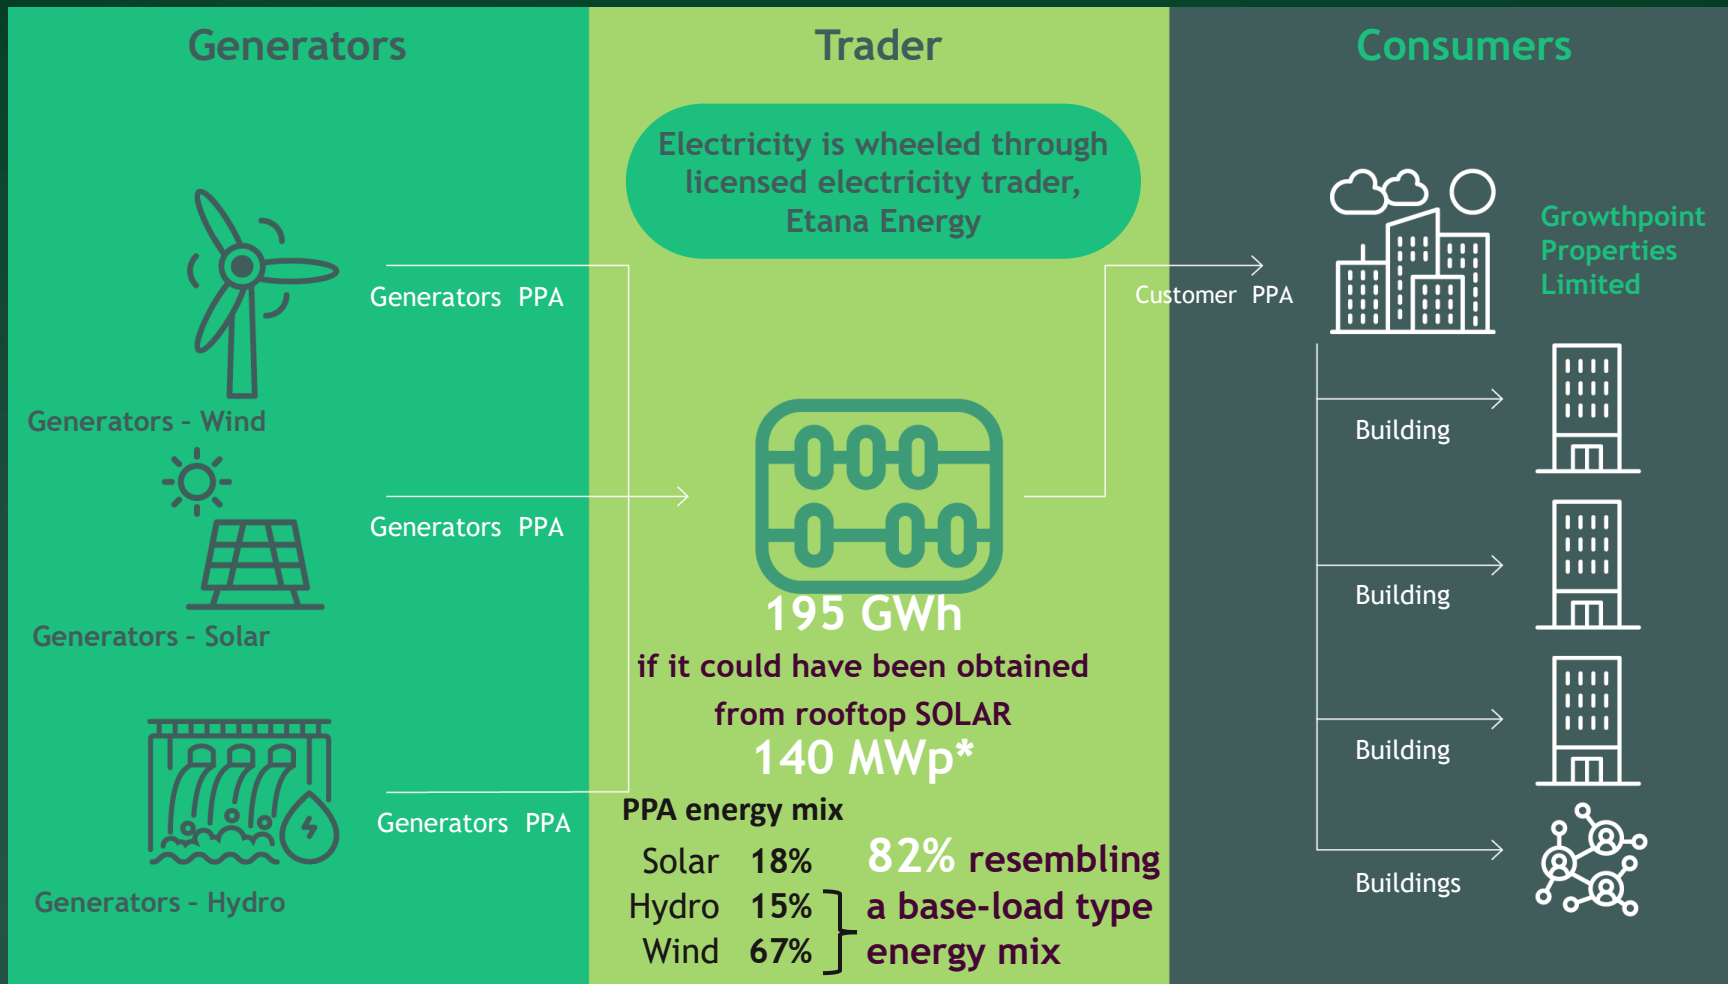 Generators
Trader
Consumers
Electricity is wheeled through
licensed electricity trader,
Etana Energy
Generators PPA
Generators – Wind
Generators PPA
Generators – Solar
Generators PPA
Generators – Hydro
195 GWh
if it could have been obtained
from rooftop SOLAR
140 MWp*
PPA energy mix
Solar 18%
Hydro 15%
Wind 67%
82% resembling
a base-load type
energy mix
Customer PPA
Growthpoint
Properties
Limited
Building
Building
Building
Buildings